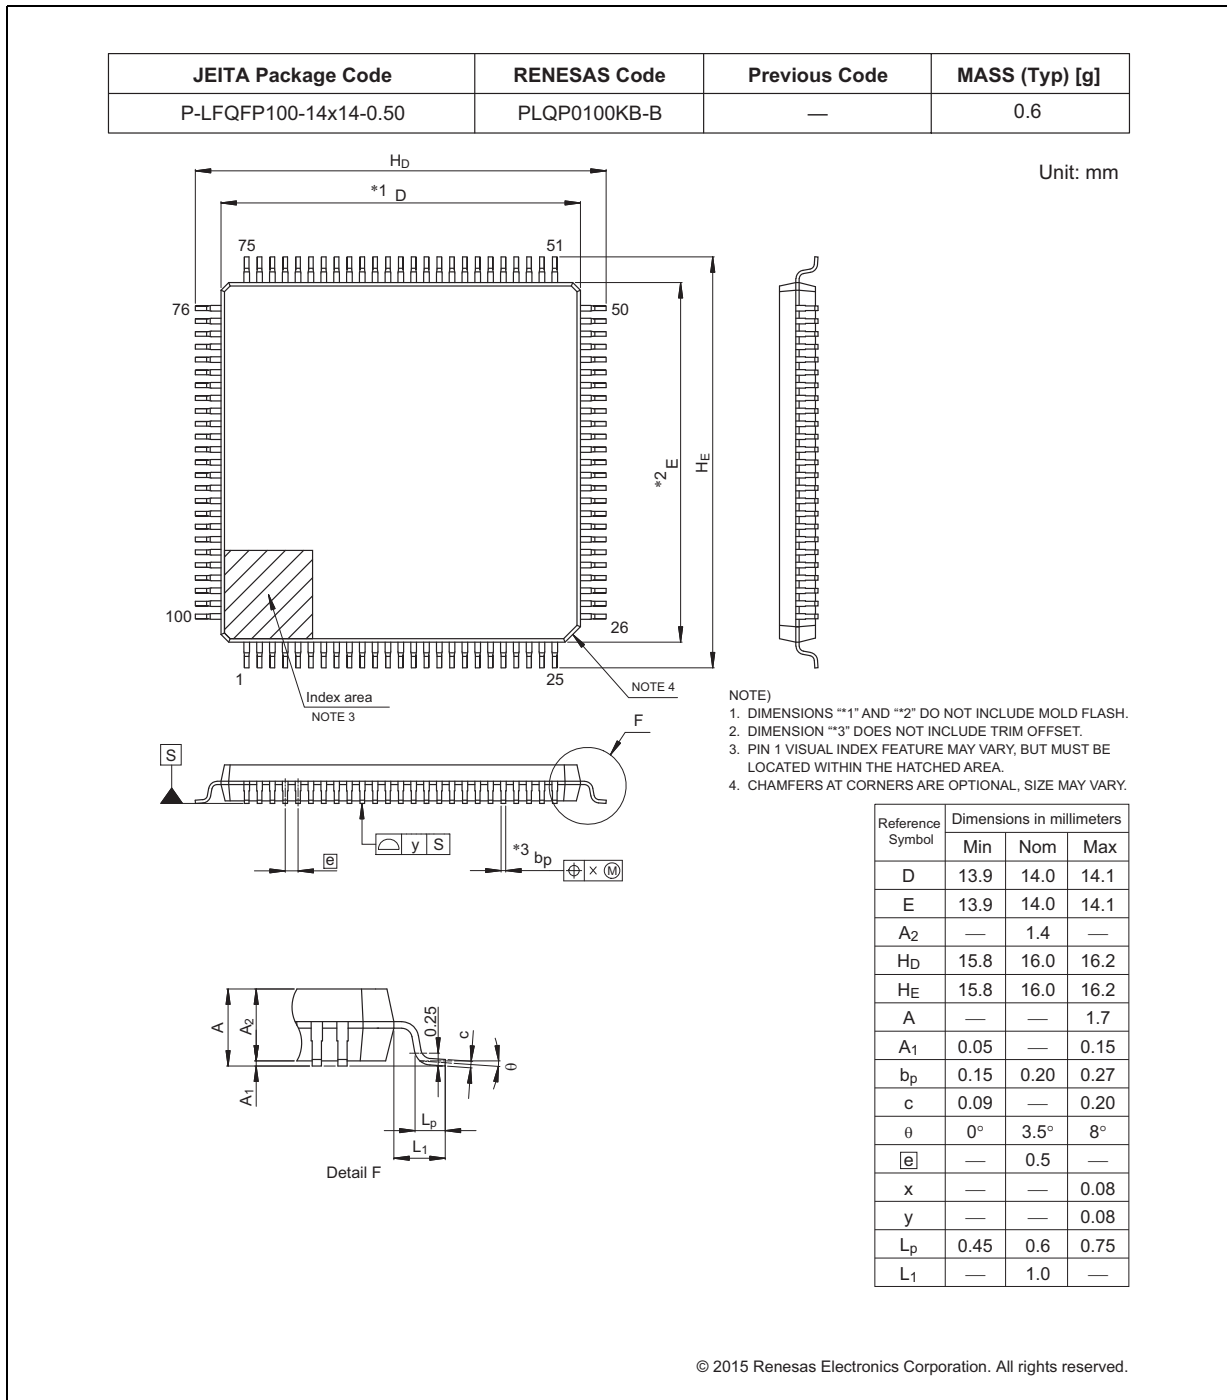 JEITA Package Code RENESAS Code Previous Code MASS (Typ) [g]
P-LFQFP100-14x14-0.50 PLQP0100KB-B — 0.6
Unit: mm
HD
*1 D
75 51
76 50
*2 E
HE
100 26
1 25
Index area
NOTE 3
NOTE 4
F
S
y S
e
*3 bp
x M
NOTE)
1. DIMENSIONS “*1” AND “*2” DO NOT INCLUDE MOLD FLASH.
2. DIMENSION “*3” DOES NOT INCLUDE TRIM OFFSET.
3. PIN 1 VISUAL INDEX FEATURE MAY VARY, BUT MUST BE
LOCATED WITHIN THE HATCHED AREA.
4. CHAMFERS AT CORNERS ARE OPTIONAL, SIZE MAY VARY.
A
A2
A1
0.25
c
θ
Lp
L1
Detail F
Reference Symbol Dimensions in millimeters
Min Nom Max
D 13.9 14.0 14.1
E 13.9 14.0 14.1
A2 — 1.4 —
HD 15.8 16.0 16.2
HE 15.8 16.0 16.2
A — — 1.7
A1 0.05 — 0.15
bp 0.15 0.20 0.27
c 0.09 — 0.20
θ 0° 3.5° 8°
e — 0.5 —
x — — 0.08
y — — 0.08
Lp 0.45 0.6 0.75
L1 — 1.0 —
© 2015 Renesas Electronics Corporation. All rights reserved.